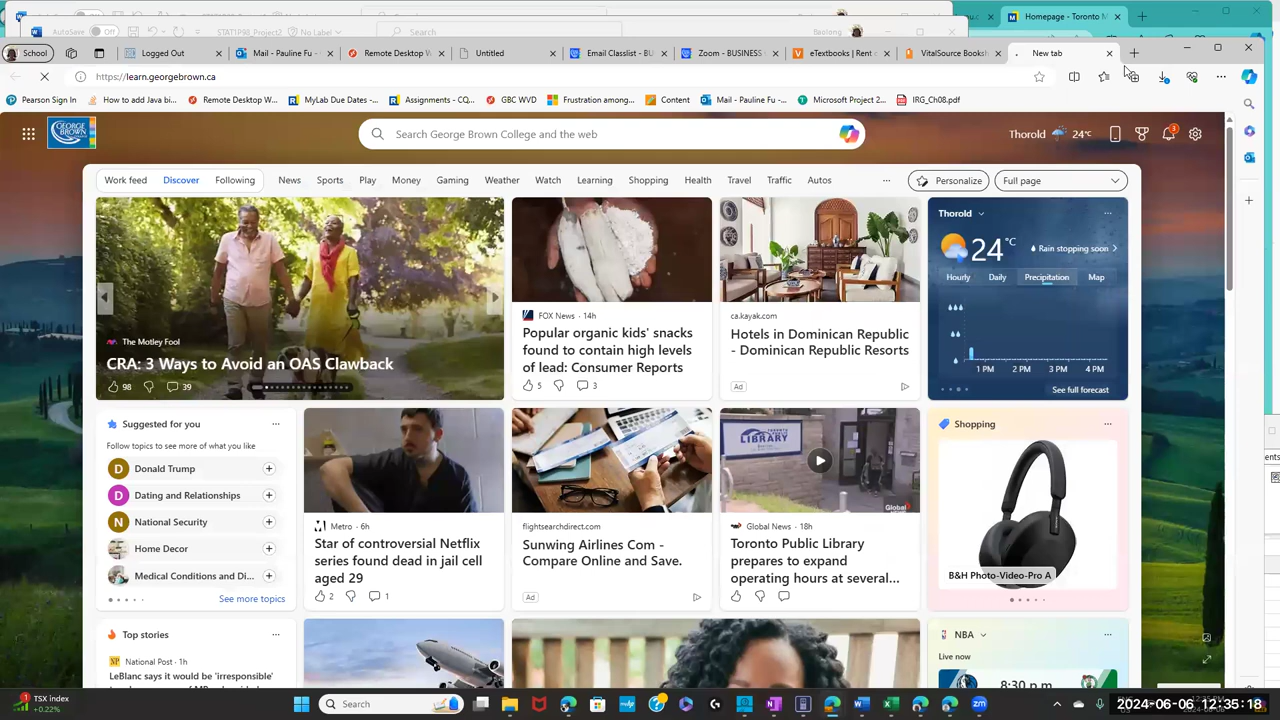 Homepage - Toronto M
AutoSave Off STAT1P98_Project2 No Label Search Baolong
School Logged Out Mail - Pauline Fu - Remote Desktop W Untitled Email Classlist - BU Zoom - BUSINESS eTextbooks | Rent o VitalSource Booksh New tab
https://learn.georgebrown.ca
Pearson Sign In How to add Java bi... Remote Desktop W... MyLab Due Dates -... Assignments - CQ... GBC WVD Frustration among... Content Mail - Pauline Fu -... Microsoft Project 2... IRG_Ch08.pdf
GEORGE BROWN Search George Brown College and the web Thorold 24°C 3
Work feed Discover Following News Sports Play Money Gaming Weather Watch Learning Shopping Health Travel Traffic Autos ... Personalize Full page
The Motley Fool
CRA: 3 Ways to Avoid an OAS Clawback
98 39
FOX News · 14h
Popular organic kids' snacks
found to contain high levels
of lead: Consumer Reports
5 3
ca.kayak.com
Hotels in Dominican Republic
- Dominican Republic Resorts
Ad
Thorold
24°C Rain stopping soon
Hourly Daily Precipitation Map
1 PM 2 PM 3 PM 4 PM
See full forecast
Suggested for you
Follow topics to see more of what you like
D Donald Trump
D Dating and Relationships
N National Security
Home Decor
Medical Conditions and Di...
See more topics
Metro · 6h
Star of controversial Netflix
series found dead in jail cell
aged 29
2 1
flightsearchdirect.com
Sunwing Airlines Com -
Compare Online and Save.
Ad
TORONTO
LIBRARY
Global
Global News · 18h
Toronto Public Library
prepares to expand
operating hours at several...
Shopping
B&H Photo-Video-Pro A
Top stories
National Post · 1h
LeBlanc says it would be 'irresponsible'
NBA
Live now
8:30 p.m.
TSX index
+0.22%
Search
2024-06-06 12:35:18